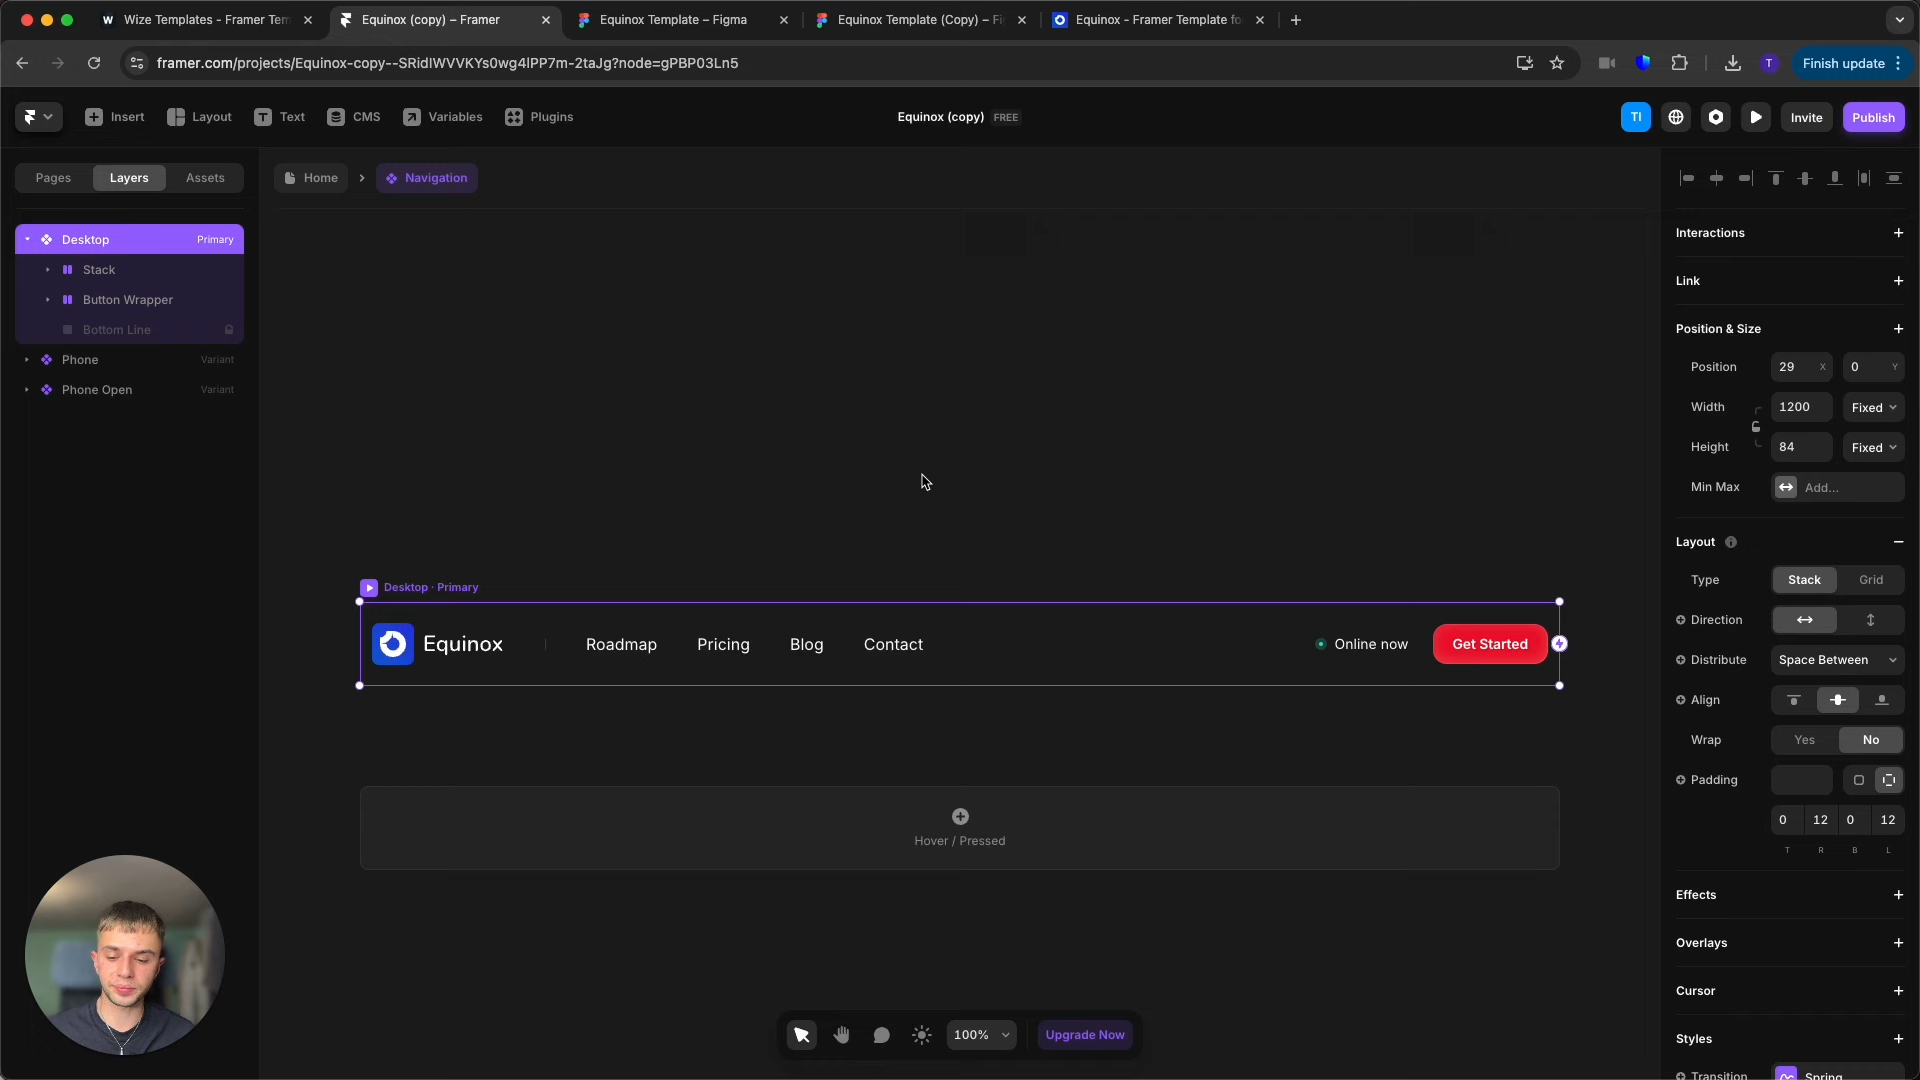 Wize Templates - Framer Tem
Equinox (copy) – Framer
Equinox Template – Figma
Equinox Template (Copy) – Fi
Equinox - Framer Template fo
framer.com/projects/Equinox-copy--SRidIWVVKYs0wg4lPP7m-2taJg?node=gPBP03Ln5
T
Finish update
Insert
Layout
Text
CMS
Variables
Plugins
Equinox (copy) FREE
TI
Invite
Publish
Pages
Layers
Assets
Home
Navigation
Desktop
Primary
Stack
Button Wrapper
Bottom Line
Phone
Variant
Phone Open
Variant
Desktop · Primary
Equinox
Roadmap
Pricing
Blog
Contact
Online now
Get Started
Hover / Pressed
100%
Upgrade Now
Interactions
Link
Position & Size
Position 29 X 0 Y
Width 1200 Fixed
Height 84 Fixed
Min Max Add...
Layout
Type Stack Grid
Direction
Distribute Space Between
Align
Wrap Yes No
Padding
0 12 0 12
T R B L
Effects
Overlays
Cursor
Styles
Transition Spring